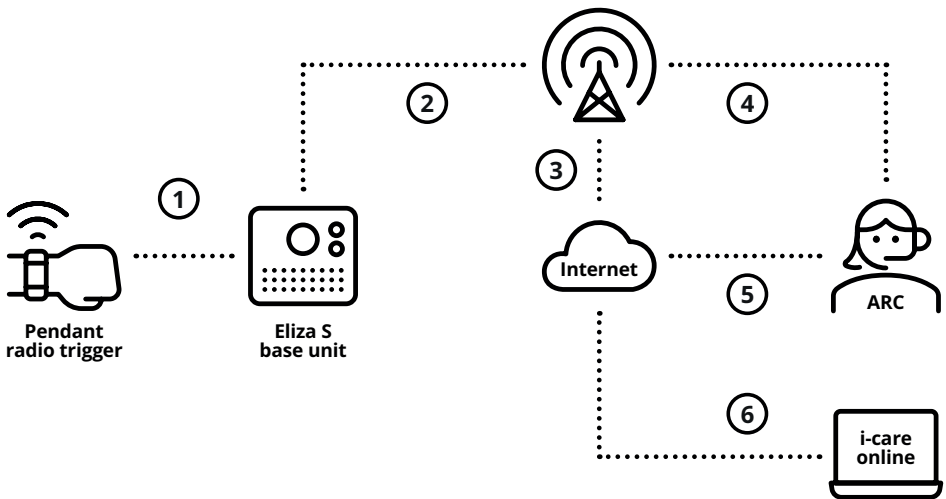 2
4
3
1
Internet
5
ARC
Pendant
radio trigger
Eliza S
base unit
6
i-care
online